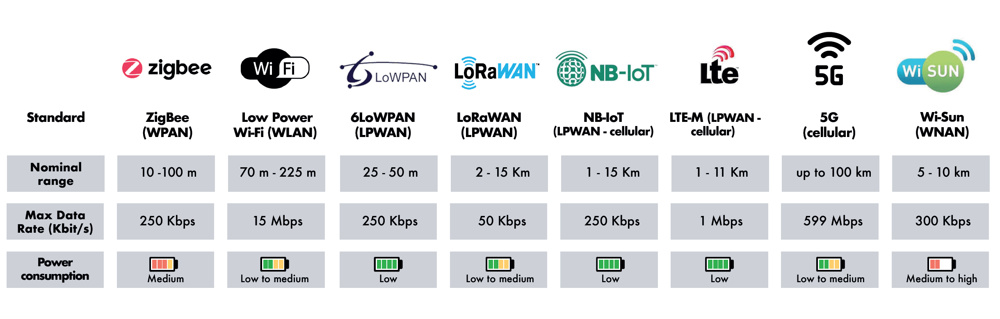 zigbee
Wi Fi
LoWPAN
LoRaWAN™
NB-IoT™
Lte™
5G
Wi SUN
Standard
ZigBee
(WPAN)
Low Power
Wi-Fi (WLAN)
6LoWPAN
(LPWAN)
LoRaWAN
(LPWAN)
NB-IoT
(LPWAN - cellular)
LTE-M (LPWAN -
cellular)
5G
(cellular)
Wi-Sun
(WNAN)
Nominal
range
10 -100 m
70 m - 225 m
25 - 50 m
2 - 15 Km
1 - 15 Km
1 - 11 Km
up to 100 km
5 - 10 km
Max Data
Rate (Kbit/s)
250 Kbps
15 Mbps
250 Kbps
50 Kbps
250 Kbps
1 Mbps
599 Mbps
300 Kbps
Power
consumption
Medium
Low to medium
Low
Low to medium
Low
Low
Low to medium
Medium to high